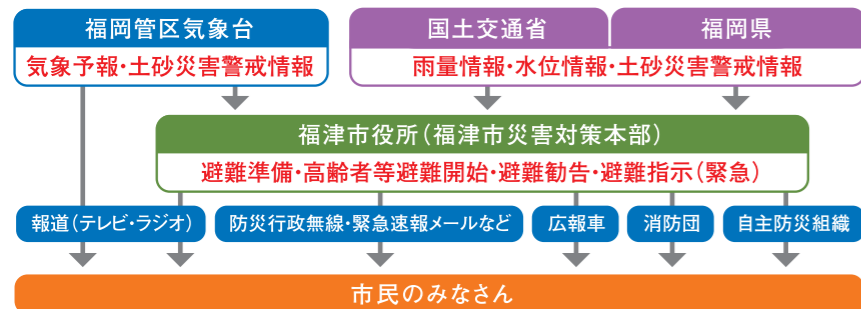 福岡管区気象台
気象予報・土砂災害警戒情報
国土交通省
福岡県
雨量情報・水位情報・土砂災害警戒情報
福津市役所(福津市災害対策本部)
避難準備・高齢者等避難開始・避難勧告・避難指示(緊急)
報道(テレビ・ラジオ)
防災行政無線・緊急速報メールなど
広報車
消防団
自主防災組織
市民のみなさん